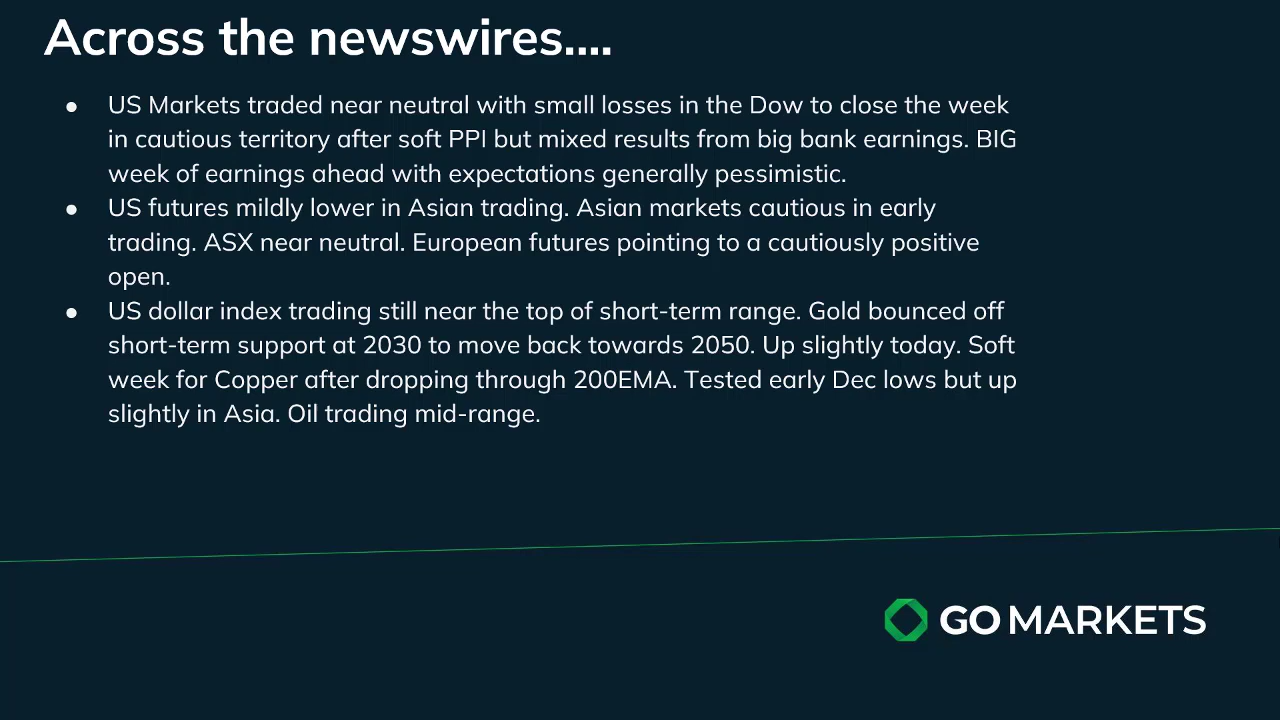 Across the newswires....
● US Markets traded near neutral with small losses in the Dow to close the week
in cautious territory after soft PPI but mixed results from big bank earnings. BIG
week of earnings ahead with expectations generally pessimistic.
● US futures mildly lower in Asian trading. Asian markets cautious in early
trading. ASX near neutral. European futures pointing to a cautiously positive
open.
● US dollar index trading still near the top of short-term range. Gold bounced off
short-term support at 2030 to move back towards 2050. Up slightly today. Soft
week for Copper after dropping through 200EMA. Tested early Dec lows but up
slightly in Asia. Oil trading mid-range.
GO MARKETS